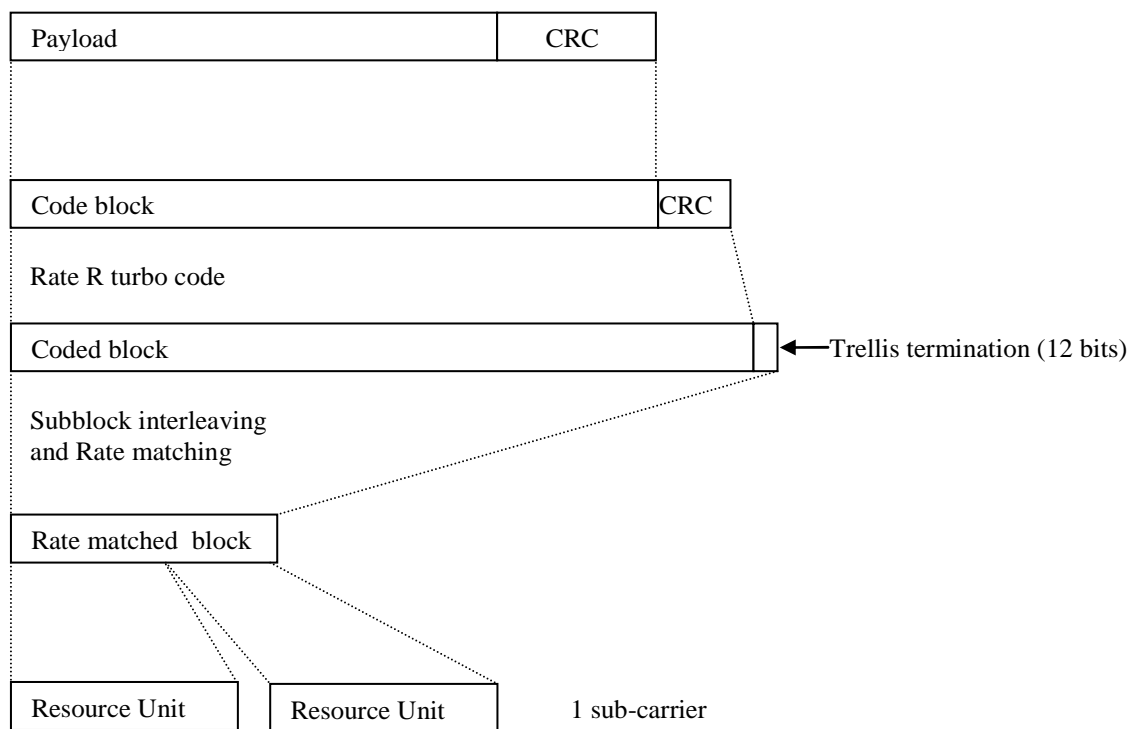 Payload CRC
Code block CRC
Rate R turbo code
Coded block Trellis termination (12 bits)
Subblock interleaving
and Rate matching
Rate matched block
Resource Unit Resource Unit 1 sub-carrier